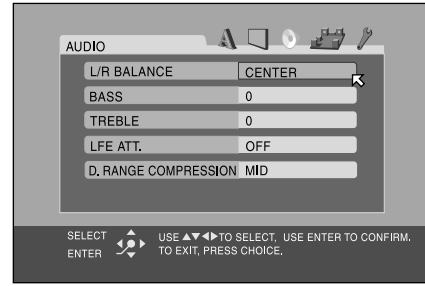 AUDIO
L/R BALANCE CENTER
BASS 0
TREBLE 0
LFE ATT. OFF
D. RANGE COMPRESSION MID
SELECT
ENTER
USE ▲▼◀▶TO SELECT, USE ENTER TO CONFIRM.
TO EXIT, PRESS CHOICE.